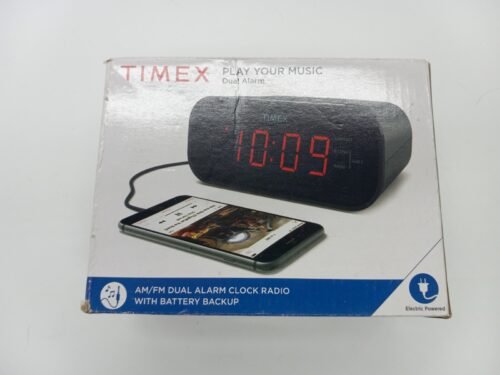 TIMEX
PLAY YOUR MUSIC
Dual Alarm
TIMEX
10:09
AM/FM DUAL ALARM CLOCK RADIO
WITH BATTERY BACKUP
Electric Powered